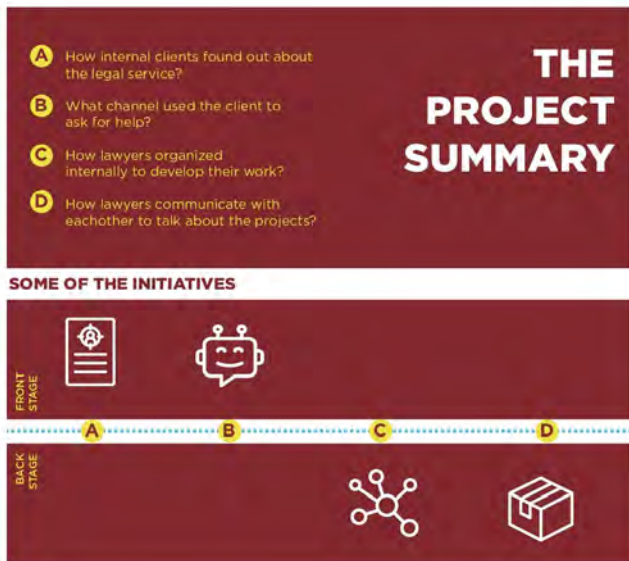 THE
PROJECT
SUMMARY
A How internal clients found out about
the legal service?
B What channel used the client to
ask for help?
C How lawyers organized
internally to develop their work?
D How lawyers communicate with
eachother to talk about the projects?
SOME OF THE INITIATIVES
FRONT
STAGE
A B C D
BACK
STAGE